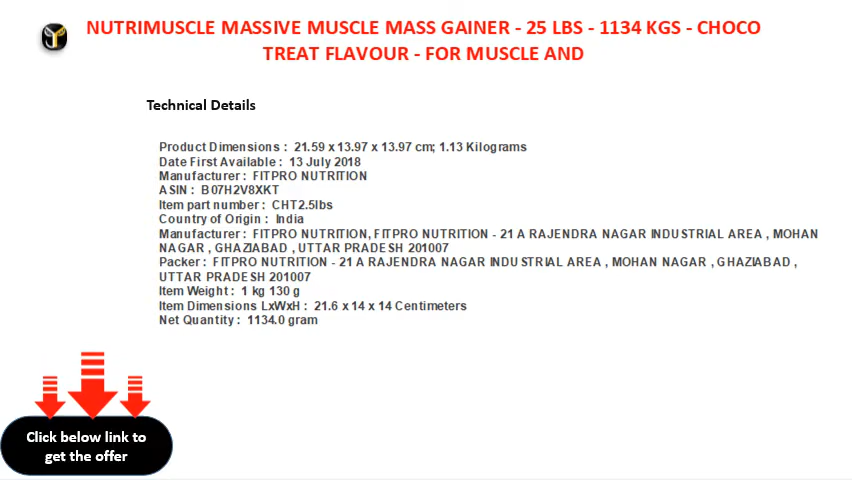 NUTRIMUSCLE MASSIVE MUSCLE MASS GAINER - 25 LBS - 1134 KGS - CHOCO
TREAT FLAVOUR - FOR MUSCLE AND
Technical Details
Product Dimensions : 21.59 x 13.97 x 13.97 cm; 1.13 Kilograms
Date First Available : 13 July 2018
Manufacturer : FITPRO NUTRITION
ASIN : B07H2V8XKT
Item part number : CHT2.5lbs
Country of Origin : India
Manufacturer : FITPRO NUTRITION, FITPRO NUTRITION - 21 A RAJENDRA NAGAR INDUSTRIAL AREA , MOHAN
NAGAR , GHAZIABAD , UTTAR PRADESH 201007
Packer : FITPRO NUTRITION - 21 A RAJENDRA NAGAR INDUSTRIAL AREA , MOHAN NAGAR , GHAZIABAD ,
UTTAR PRADESH 201007
Item Weight : 1 kg 130 g
Item Dimensions LxWxH : 21.6 x 14 x 14 Centimeters
Net Quantity : 1134.0 gram
Click below link to
get the offer